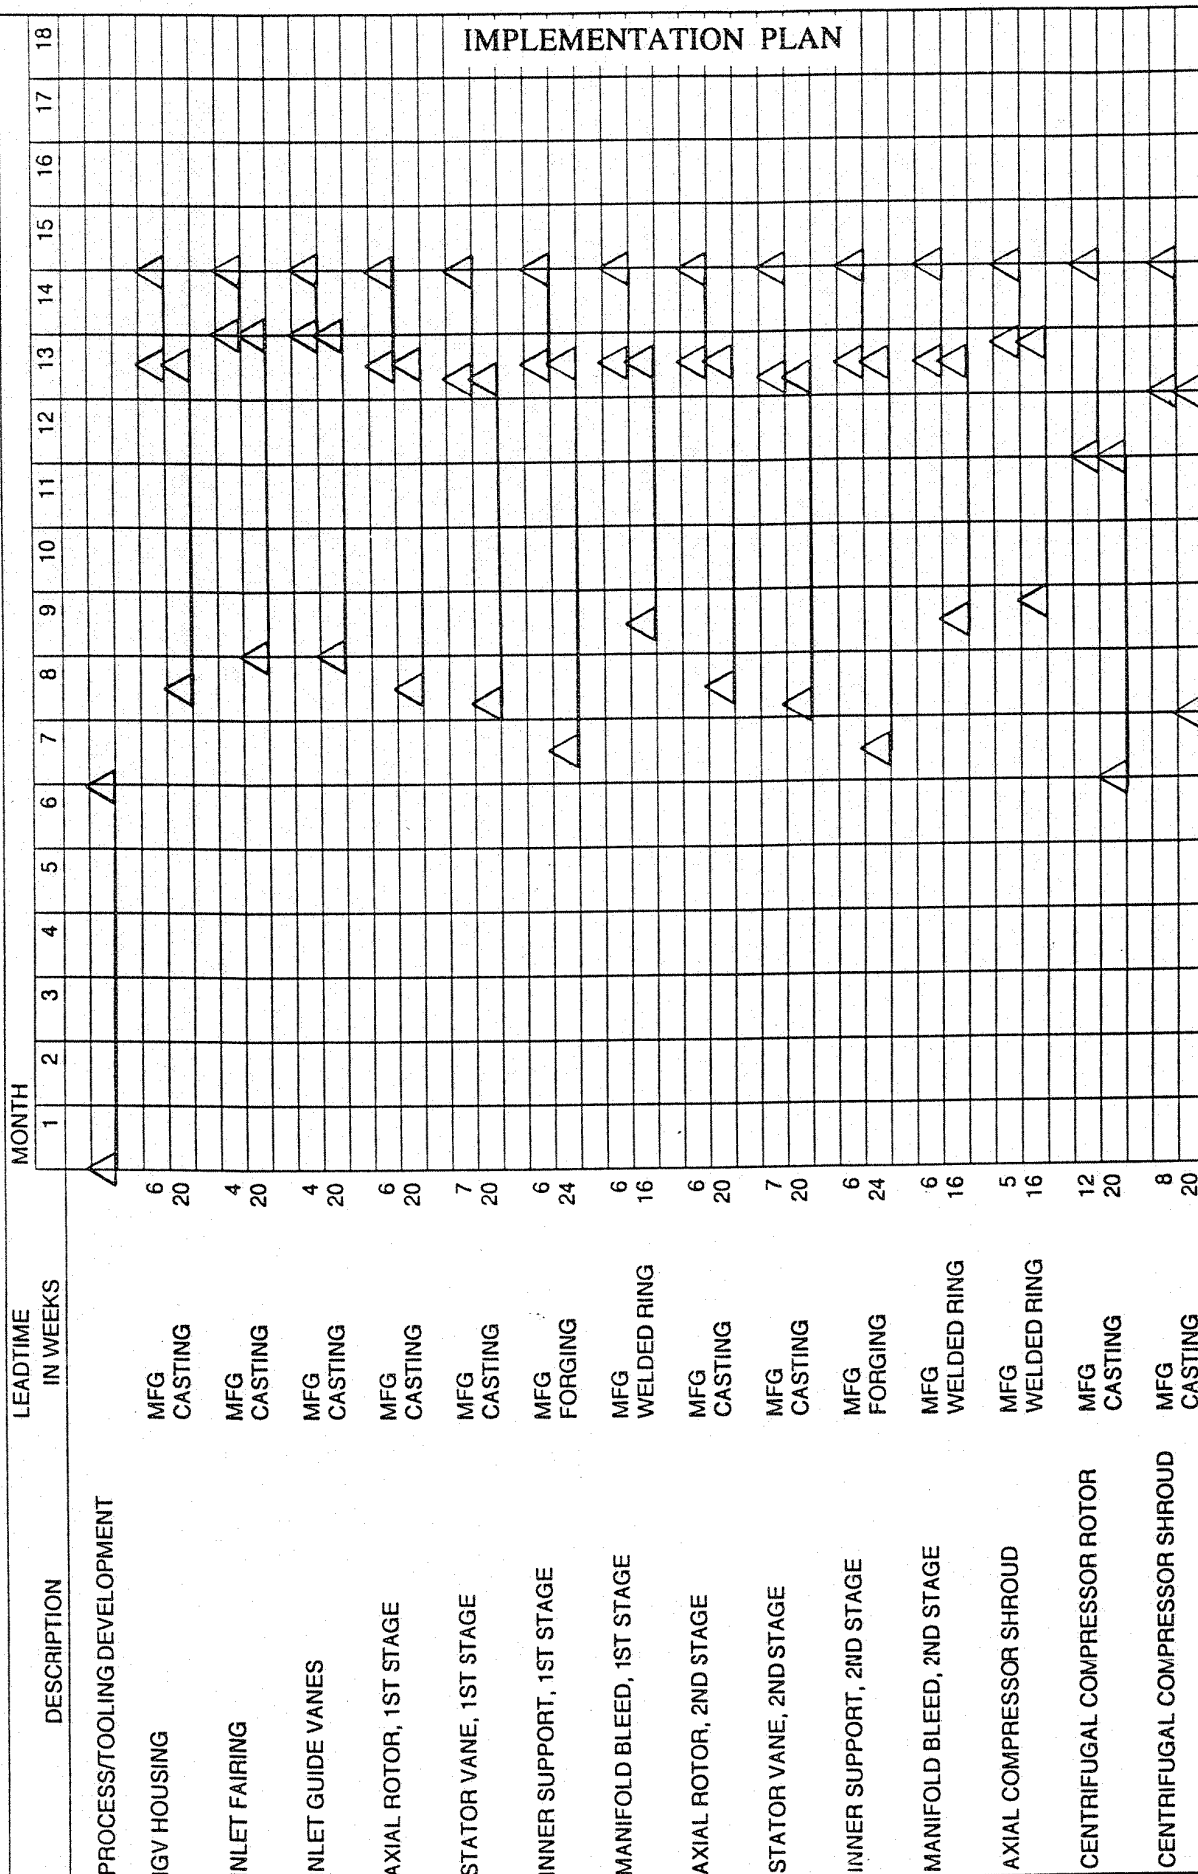 IMPLEMENTATION PLAN
MONTH
LEADTIME
DESCRIPTION IN WEEKS 1 2 3 4 5 6 7 8 9 10 11 12 13 14 15 16 17 18
PROCESS/TOOLING DEVELOPMENT
IGV HOUSING MFG 6
CASTING 20
INLET FAIRING MFG 4
CASTING 20
INLET GUIDE VANES MFG 4
CASTING 20
AXIAL ROTOR, 1ST STAGE MFG 6
CASTING 20
STATOR VANE, 1ST STAGE MFG 7
CASTING 20
INNER SUPPORT, 1ST STAGE MFG 6
FORGING 24
MANIFOLD BLEED, 1ST STAGE MFG 6
WELDED RING 16
AXIAL ROTOR, 2ND STAGE MFG 6
CASTING 20
STATOR VANE, 2ND STAGE MFG 7
CASTING 20
INNER SUPPORT, 2ND STAGE MFG 6
FORGING 24
MANIFOLD BLEED, 2ND STAGE MFG 6
WELDED RING 16
AXIAL COMPRESSOR SHROUD MFG 5
WELDED RING 16
CENTRIFUGAL COMPRESSOR ROTOR MFG 12
CASTING 20
CENTRIFUGAL COMPRESSOR SHROUD MFG 8
CASTING 20